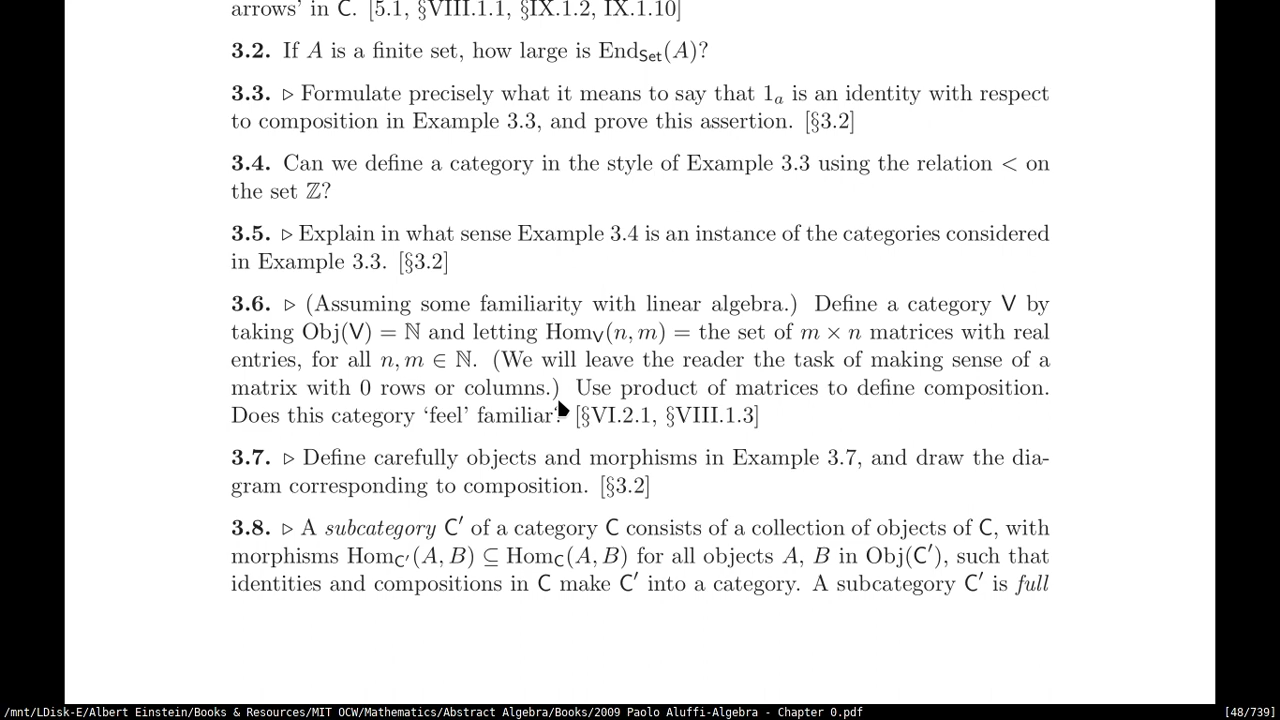 arrows' in C. [5.1, §VIII.1.1, §IX.1.2, IX.1.10]
3.2. If A is a finite set, how large is End_Set(A)?
3.3. ▷ Formulate precisely what it means to say that 1_a is an identity with respect
to composition in Example 3.3, and prove this assertion. [§3.2]
3.4. Can we define a category in the style of Example 3.3 using the relation < on
the set ℤ?
3.5. ▷ Explain in what sense Example 3.4 is an instance of the categories considered
in Example 3.3. [§3.2]
3.6. ▷ (Assuming some familiarity with linear algebra.) Define a category V by
taking Obj(V) = ℕ and letting Hom_V(n, m) = the set of m × n matrices with real
entries, for all n, m ∈ ℕ. (We will leave the reader the task of making sense of a
matrix with 0 rows or columns.) Use product of matrices to define composition.
Does this category 'feel' familiar? [§VI.2.1, §VIII.1.3]
3.7. ▷ Define carefully objects and morphisms in Example 3.7, and draw the dia-
gram corresponding to composition. [§3.2]
3.8. ▷ A subcategory C′ of a category C consists of a collection of objects of C, with
morphisms Hom_C′(A, B) ⊆ Hom_C(A, B) for all objects A, B in Obj(C′), such that
identities and compositions in C make C′ into a category. A subcategory C′ is full
/mnt/LDisk-E/Albert Einstein/Books & Resources/MIT OCW/Mathematics/Abstract Algebra/Books/2009 Paolo Aluffi-Algebra - Chapter 0.pdf [48/739]